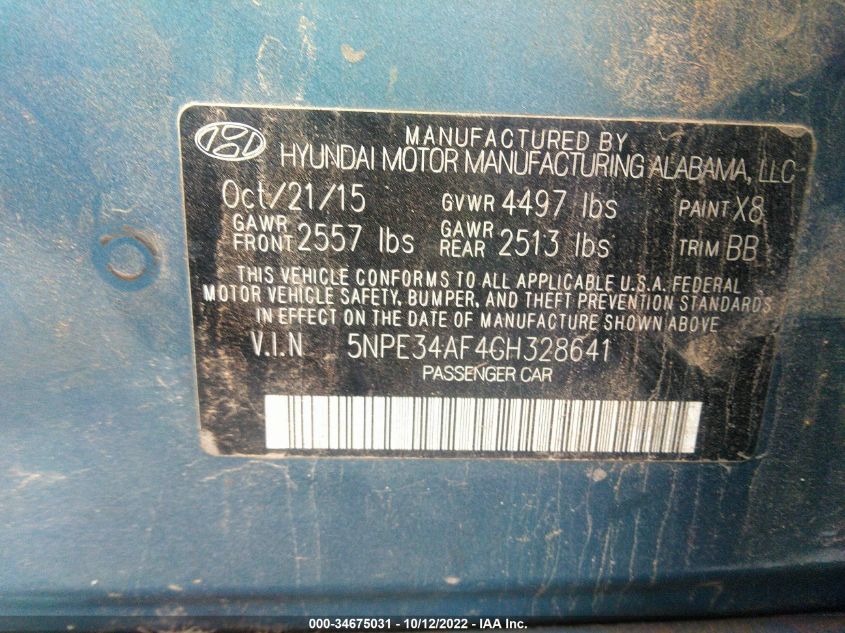 MANUFACTURED BY
HYUNDAI MOTOR MANUFACTURING ALABAMA, LLC
Oct/21/15 GVWR 4497 lbs PAINT X8
GAWR FRONT 2557 lbs GAWR REAR 2513 lbs TRIM BB
THIS VEHICLE CONFORMS TO ALL APPLICABLE U.S.A. FEDERAL
MOTOR VEHICLE SAFETY, BUMPER, AND THEFT PREVENTION STANDARDS
IN EFFECT ON THE DATE OF MANUFACTURE SHOWN ABOVE
V.I.N 5NPE34AF4GH328641
PASSENGER CAR
000-34675031 - 10/12/2022 - IAA Inc.